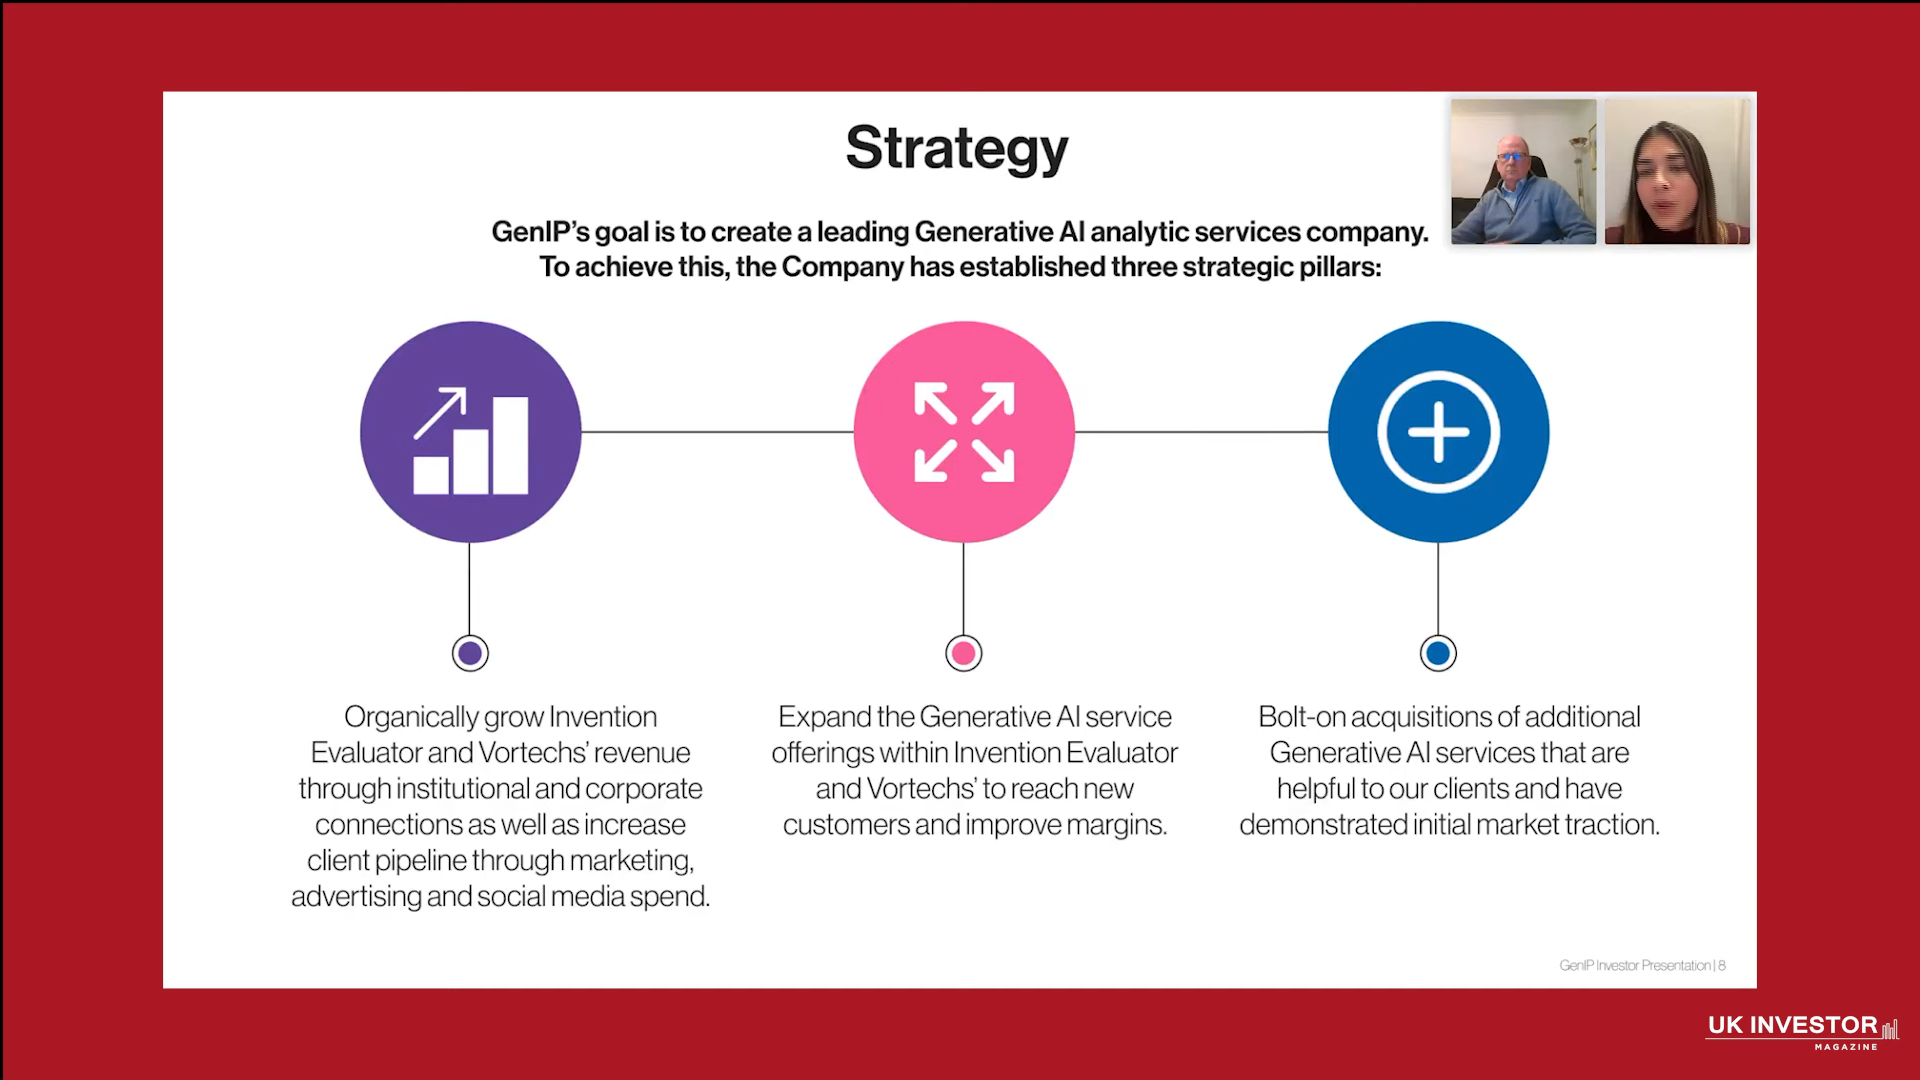 Strategy
GenIP’s goal is to create a leading Generative AI analytic services company.
To achieve this, the Company has established three strategic pillars:
Organically grow Invention
Evaluator and Vortechs’ revenue
through institutional and corporate
connections as well as increase
client pipeline through marketing,
advertising and social media spend.
Expand the Generative AI service
offerings within Invention Evaluator
and Vortechs’ to reach new
customers and improve margins.
Bolt-on acquisitions of additional
Generative AI services that are
helpful to our clients and have
demonstrated initial market traction.
GenIP Investor Presentation | 8
UK INVESTOR
MAGAZINE